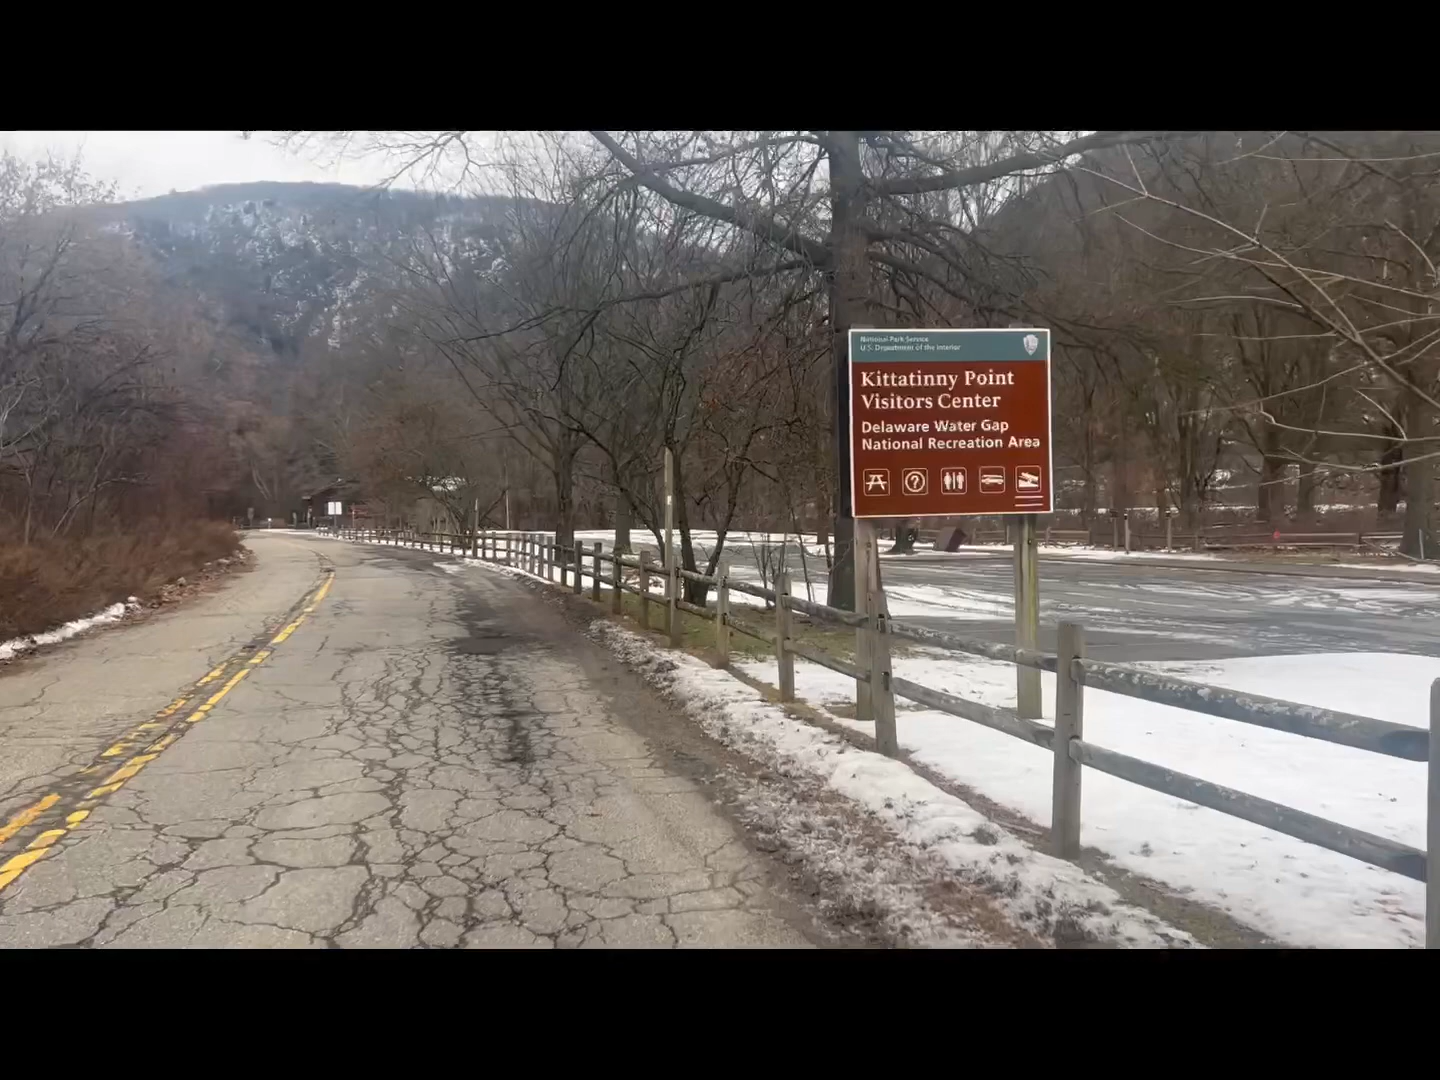 National Park Service
U.S. Department of the Interior
Kittatinny Point
Visitors Center
Delaware Water Gap
National Recreation Area
?